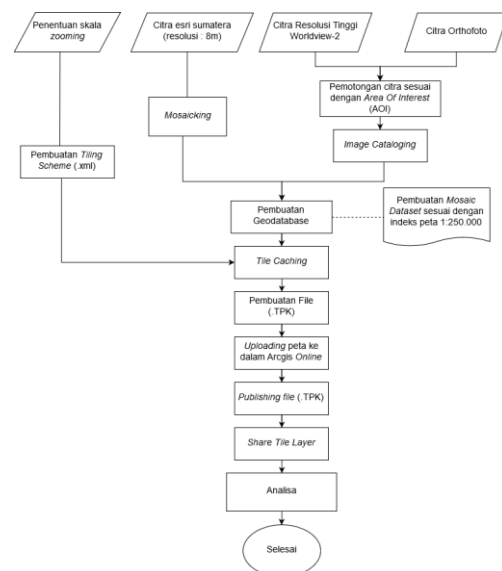 Penentuan skala
zooming
Citra esri sumatera
(resolusi : 8m)
Citra Resolusi Tinggi
Worldview-2
Citra Orthofoto
Pemotongan citra sesuai
dengan Area Of Interest
(AOI)
Mosaicking
Image Cataloging
Pembuatan Tiling
Scheme (.xml)
Pembuatan
Geodatabase
Pembuatan Mosaic
Dataset sesuai dengan
indeks peta 1:250.000
Tile Caching
Pembuatan File
(.TPK)
Uploading peta ke
dalam Arcgis Online
Publishing file (.TPK)
Share Tile Layer
Analisa
Selesai